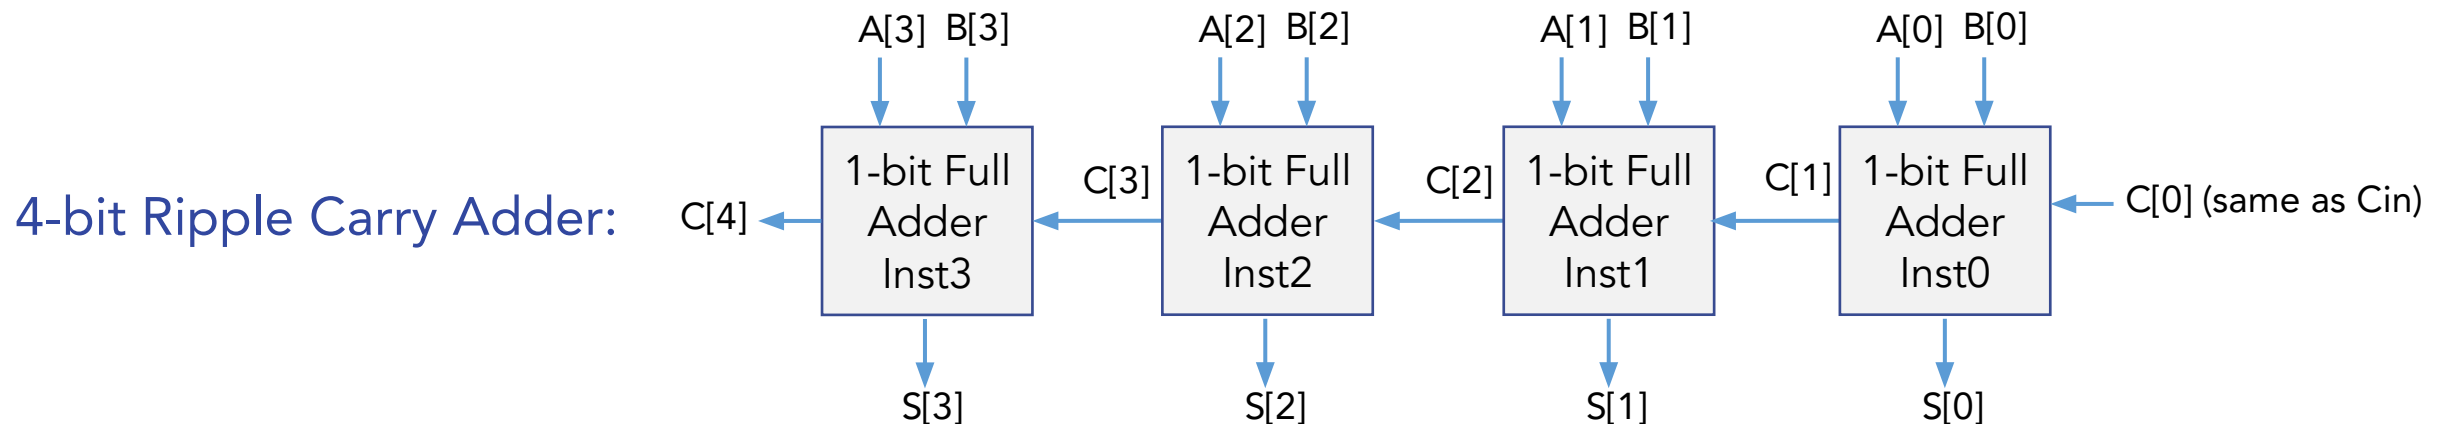 A[3] B[3] A[2] B[2] A[1] B[1] A[0] B[0]
4-bit Ripple Carry Adder:
C[4]
1-bit Full
Adder
Inst3
C[3]
1-bit Full
Adder
Inst2
C[2]
1-bit Full
Adder
Inst1
C[1]
1-bit Full
Adder
Inst0
C[0] (same as Cin)
S[3] S[2] S[1] S[0]